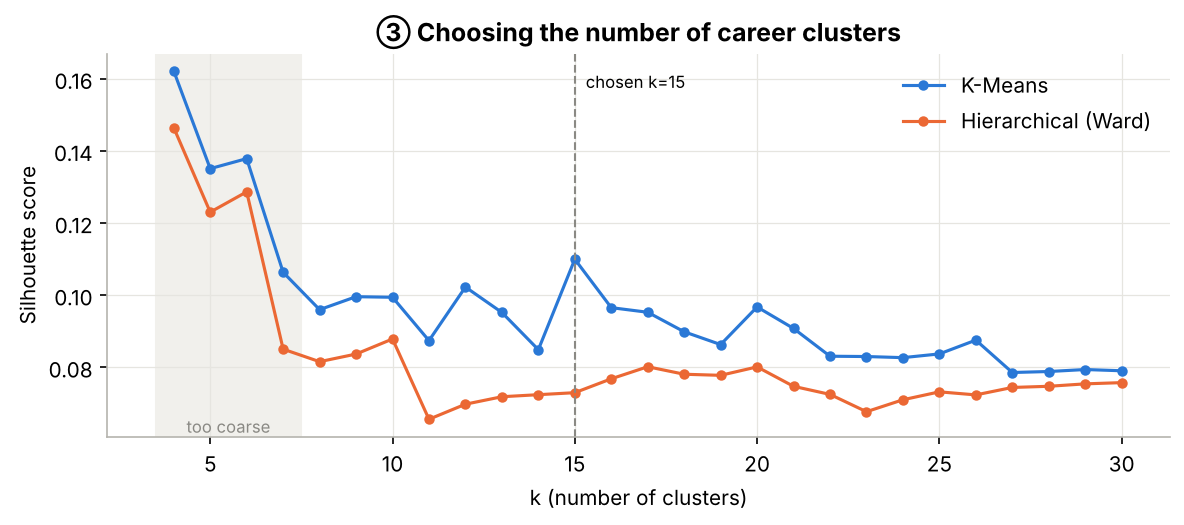 ③ Choosing the number of career clusters
Silhouette score
0.16
0.14
0.12
0.10
0.08
chosen k=15
K-Means
Hierarchical (Ward)
too coarse
5
10
15
20
25
30
k (number of clusters)